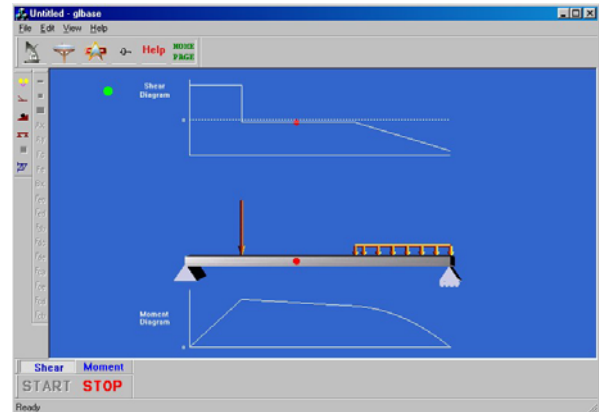 Untitled - glbase
File Edit View Help
Help HOME
PAGE
Shear
Diagram
0
Moment
Diagram
0
Shear Moment
START STOP
Ready